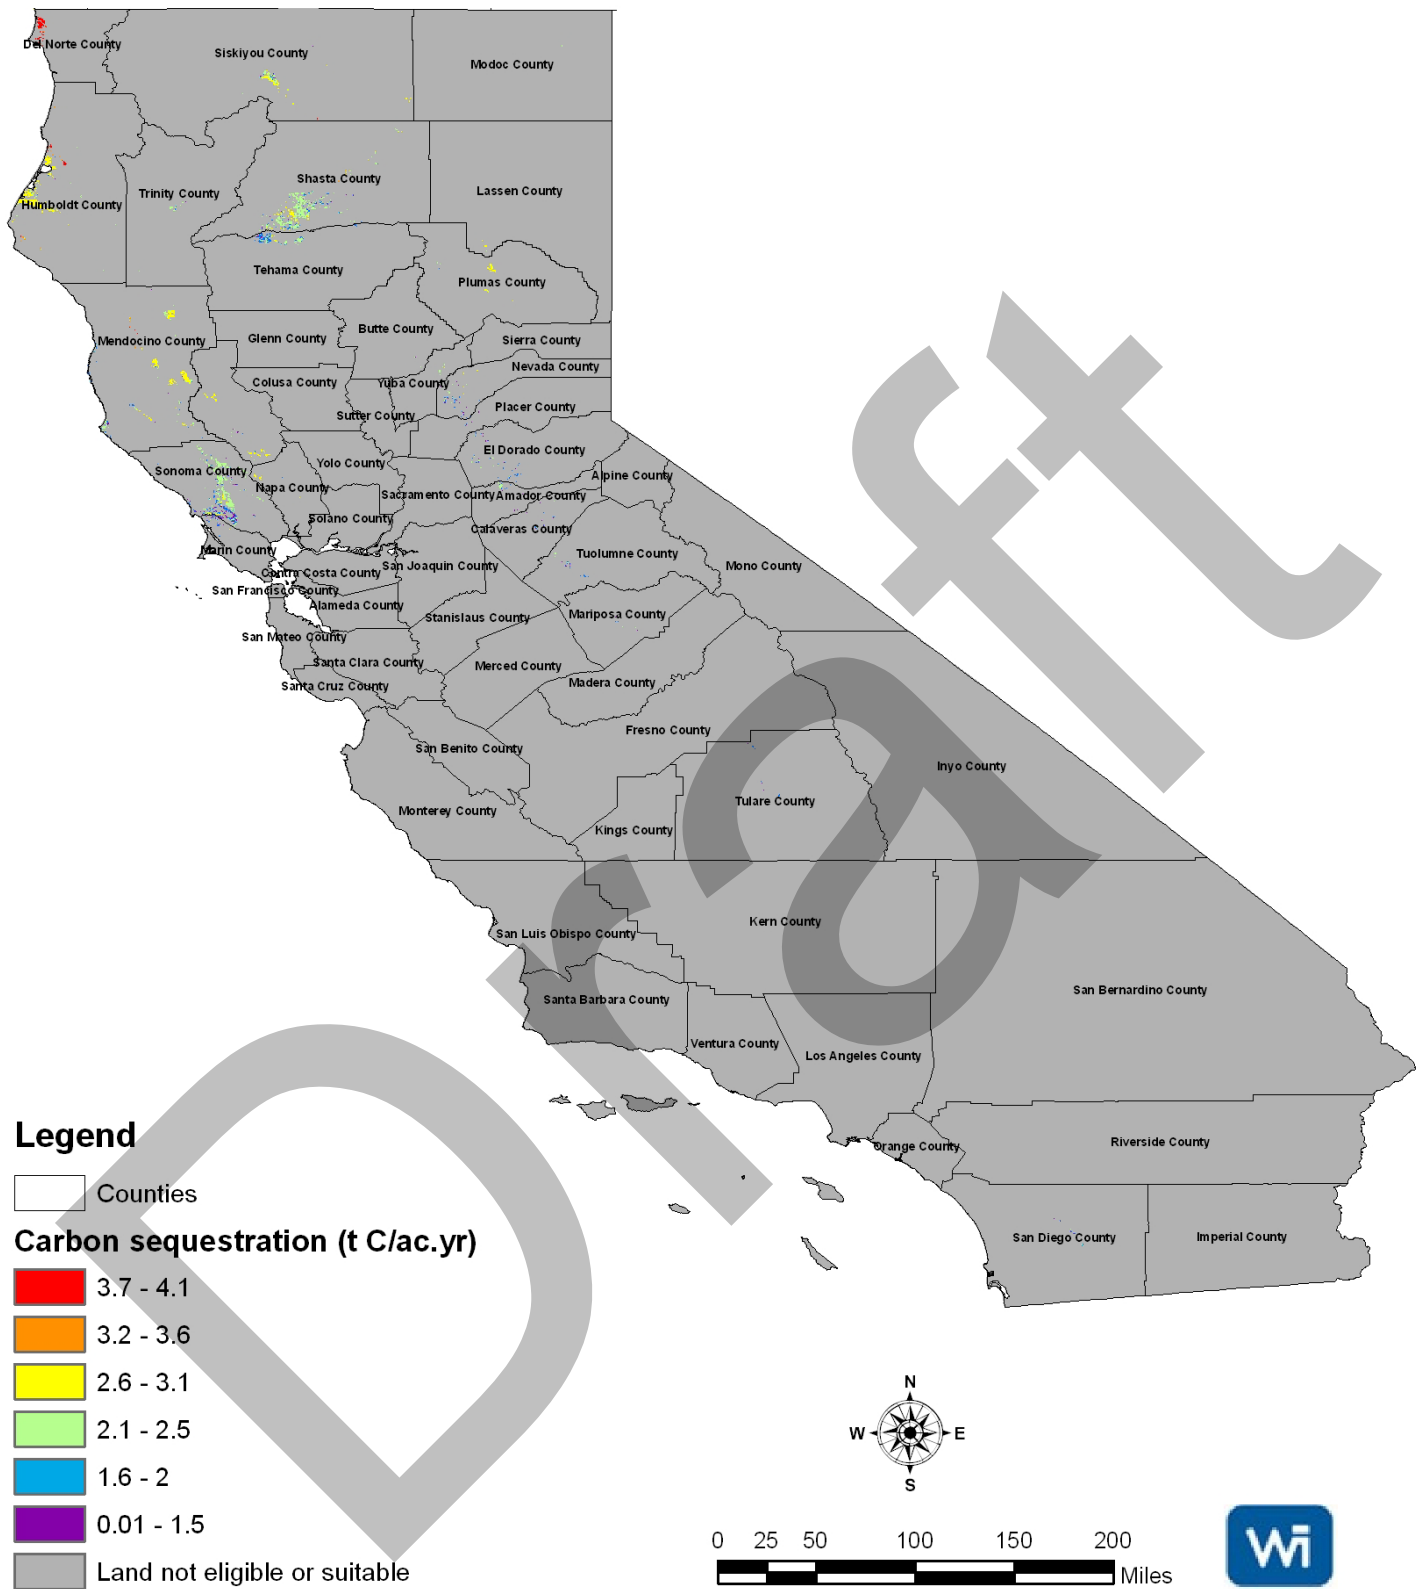 Del Norte County
Siskiyou County
Modoc County
Shasta County
Trinity County
Lassen County
Humboldt County
Tehama County
Plumas County
Mendocino County
Glenn County
Butte County
Sierra County
Nevada County
Colusa County
Yuba County
Placer County
Sutter County
El Dorado County
Sonoma County
Yolo County
Alpine County
Napa County
Sacramento County
Amador County
Solano County
Calaveras County
Marin County
Tuolumne County
San Joaquin County
Mono County
Contra Costa County
San Francisco County
Alameda County
Stanislaus County
Mariposa County
San Mateo County
Santa Clara County
Merced County
Santa Cruz County
Madera County
Fresno County
San Benito County
Inyo County
Monterey County
Tulare County
Kings County
Kern County
San Luis Obispo County
San Bernardino County
Santa Barbara County
Ventura County
Los Angeles County
Orange County
Riverside County
San Diego County
Imperial County
Draft
Legend
Counties
Carbon sequestration (t C/ac.yr)
3.7 - 4.1
3.2 - 3.6
2.6 - 3.1
2.1 - 2.5
1.6 - 2
0.01 - 1.5
Land not eligible or suitable
N
W E
S
0 25 50 100 150 200
Miles
Wi